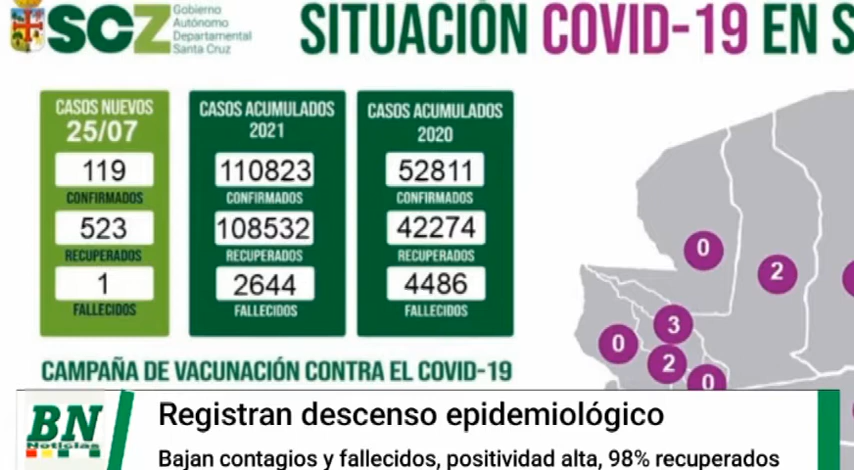 SCZ
Gobierno
Autónomo
Departamental
Santa Cruz
SITUACIÓN COVID-19 EN S
CASOS NUEVOS
25/07
119
CONFIRMADOS
523
RECUPERADOS
1
FALLECIDOS
CASOS ACUMULADOS
2021
110823
CONFIRMADOS
108532
RECUPERADOS
2644
FALLECIDOS
CASOS ACUMULADOS
2020
52811
CONFIRMADOS
42274
RECUPERADOS
4486
FALLECIDOS
0
2
3
0
2
0
CAMPAÑA DE VACUNACIÓN CONTRA EL COVID-19
BN
Noticias
Registran descenso epidemiológico
Bajan contagios y fallecidos, positividad alta, 98% recuperados